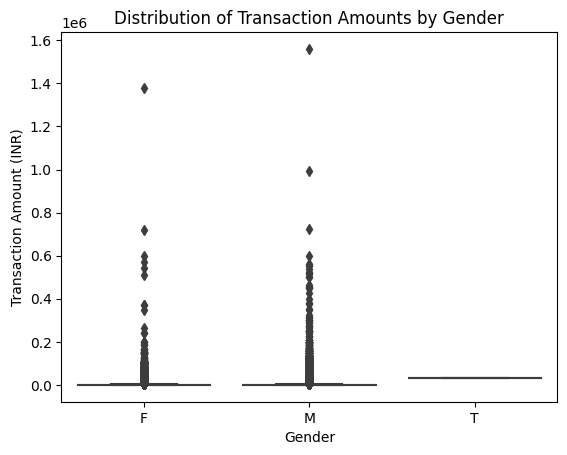 Distribution of Transaction Amounts by Gender
1e6
1.6
1.4
1.2
1.0
0.8
0.6
0.4
0.2
0.0
Transaction Amount (INR)
F M T
Gender